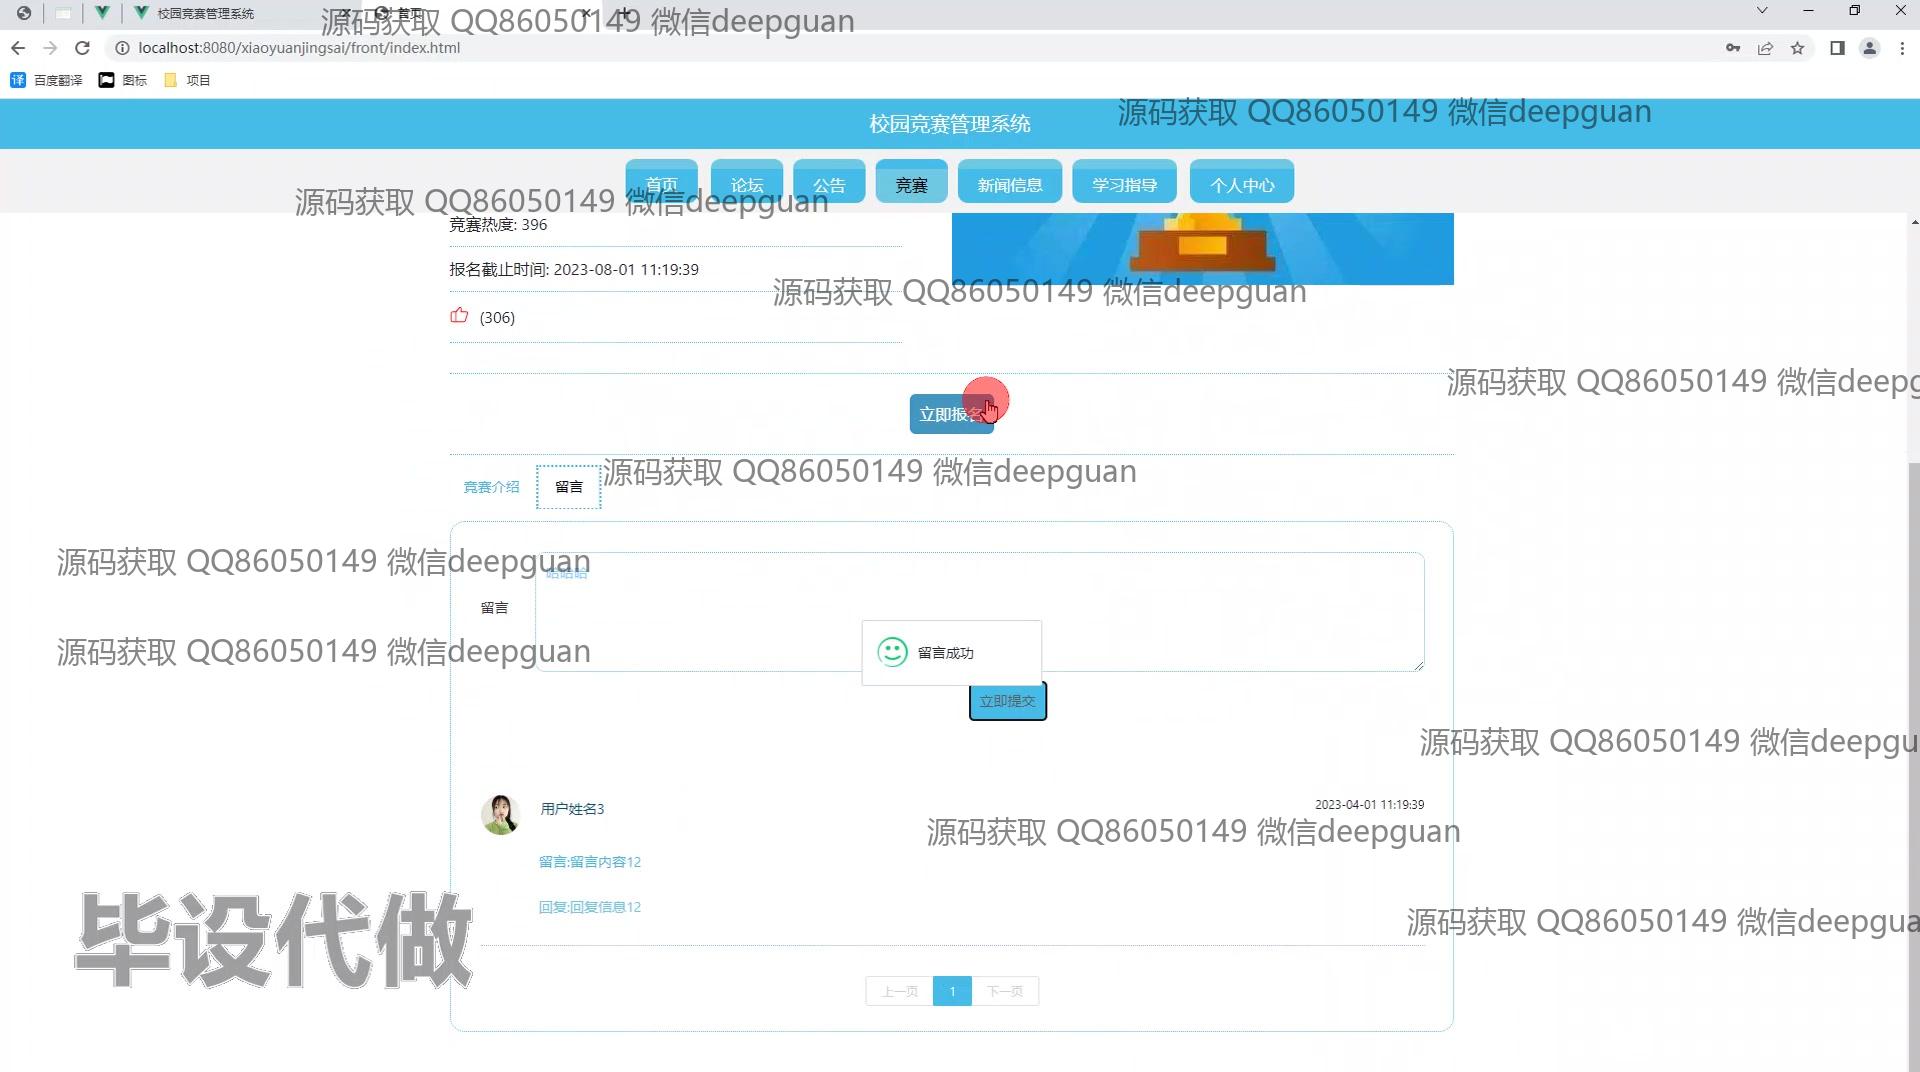 校园竞赛管理系统
首页
源码获取 QQ86050149 微信deepguan
localhost:8080/xiaoyuanjingsai/front/index.html
百度翻译 图标 项目
校园竞赛管理系统
源码获取 QQ86050149 微信deepguan
首页 论坛 公告 竞赛 新闻信息 学习指导 个人中心
源码获取 QQ86050149 微信deepguan
竞赛热度: 396
报名截止时间: 2023-08-01 11:19:39
源码获取 QQ86050149 微信deepguan
(306)
源码获取 QQ86050149 微信deepg
立即报名
竞赛介绍 留言
源码获取 QQ86050149 微信deepguan
源码获取 QQ86050149 微信deepguan
哈哈哈
留言
源码获取 QQ86050149 微信deepguan
留言成功
立即提交
源码获取 QQ86050149 微信deepgu
用户姓名3 2023-04-01 11:19:39
源码获取 QQ86050149 微信deepguan
留言:留言内容12
回复:回复信息12
毕设代做
源码获取 QQ86050149 微信deepgua
上一页 1 下一页